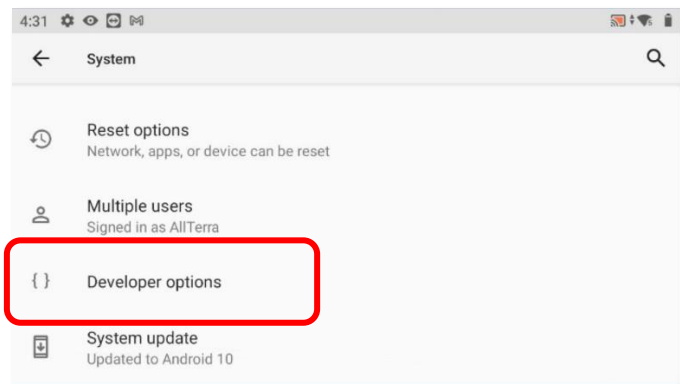 4:31
System
Reset options
Network, apps, or device can be reset
Multiple users
Signed in as AllTerra
{ } Developer options
System update
Updated to Android 10